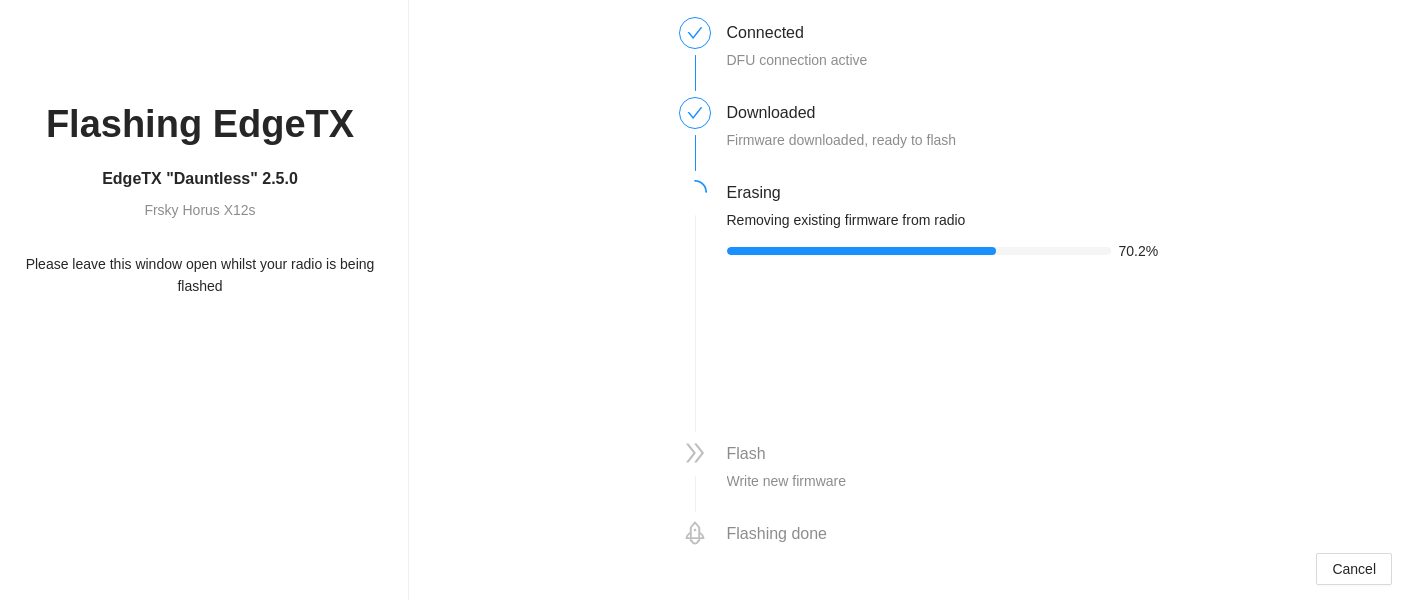 Flashing EdgeTX
EdgeTX "Dauntless" 2.5.0
Frsky Horus X12s
Please leave this window open whilst your radio is being
flashed
Connected
DFU connection active
Downloaded
Firmware downloaded, ready to flash
Erasing
Removing existing firmware from radio
70.2%
Flash
Write new firmware
Flashing done
Cancel